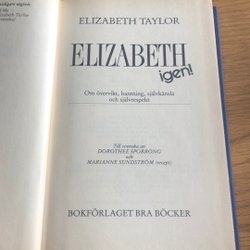 ELIZABETH TAYLOR
ELIZABETH
igen!
Om övervikt, bantning, självkänsla
och självrespekt
Till svenska av
DOROTHEE SPORRONG
och
MARIANNE SUNDSTRÖM (recept)
BOKFÖRLAGET BRA BÖCKER